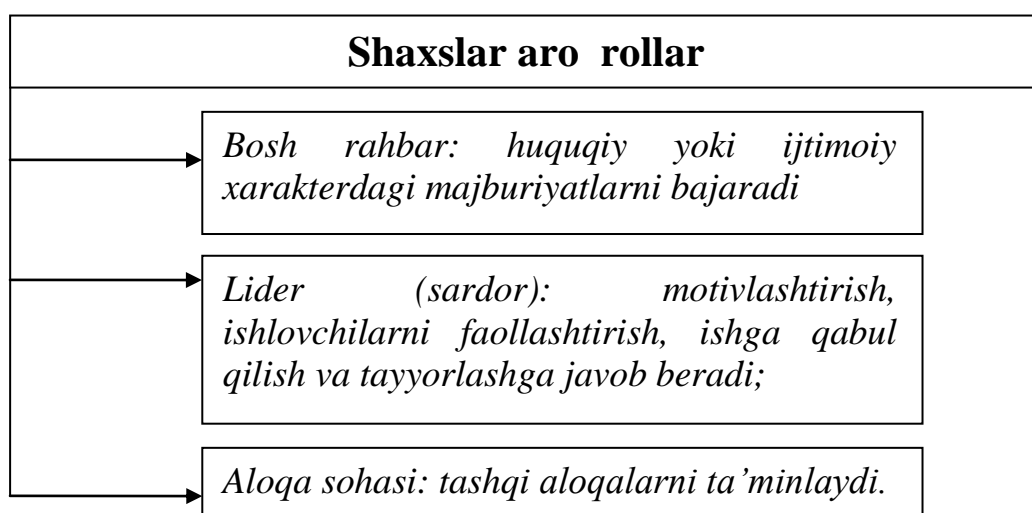 Shaxslar aro rollar
Bosh rahbar: huquqiy yoki ijtimoiy
xarakterdagi majburiyatlarni bajaradi
Lider (sardor): motivlashtirish,
ishlovchilarni faollashtirish, ishga qabul
qilish va tayyorlashga javob beradi;
Aloqa sohasi: tashqi aloqalarni ta’minlaydi.